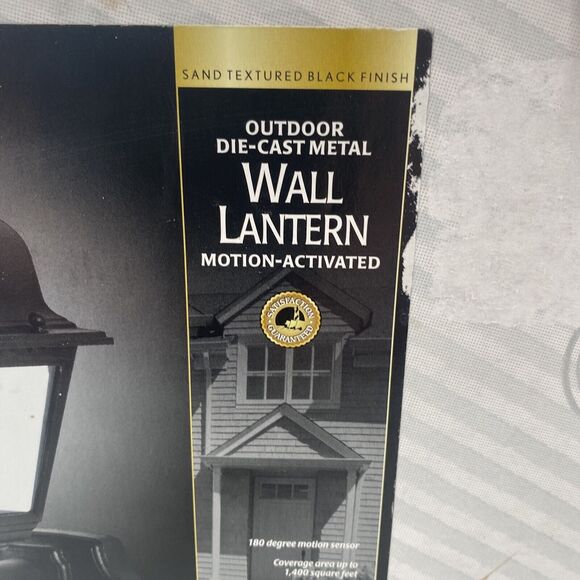 SAND TEXTURED BLACK FINISH
OUTDOOR
DIE-CAST METAL
WALL
LANTERN
MOTION-ACTIVATED
SATISFACTION
GUARANTEED
180 degree motion sensor
Coverage area up to
1,400 square feet